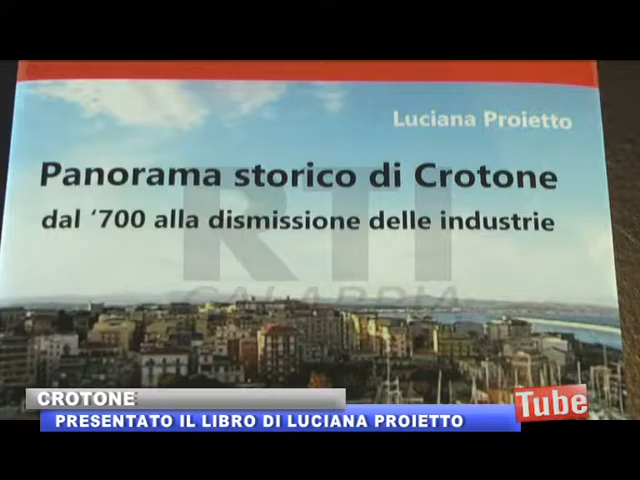 Luciana Proietto
Panorama storico di Crotone
dal '700 alla dismissione delle industrie
RTI
CALABRIA
CROTONE
PRESENTATO IL LIBRO DI LUCIANA PROIETTO
Tube